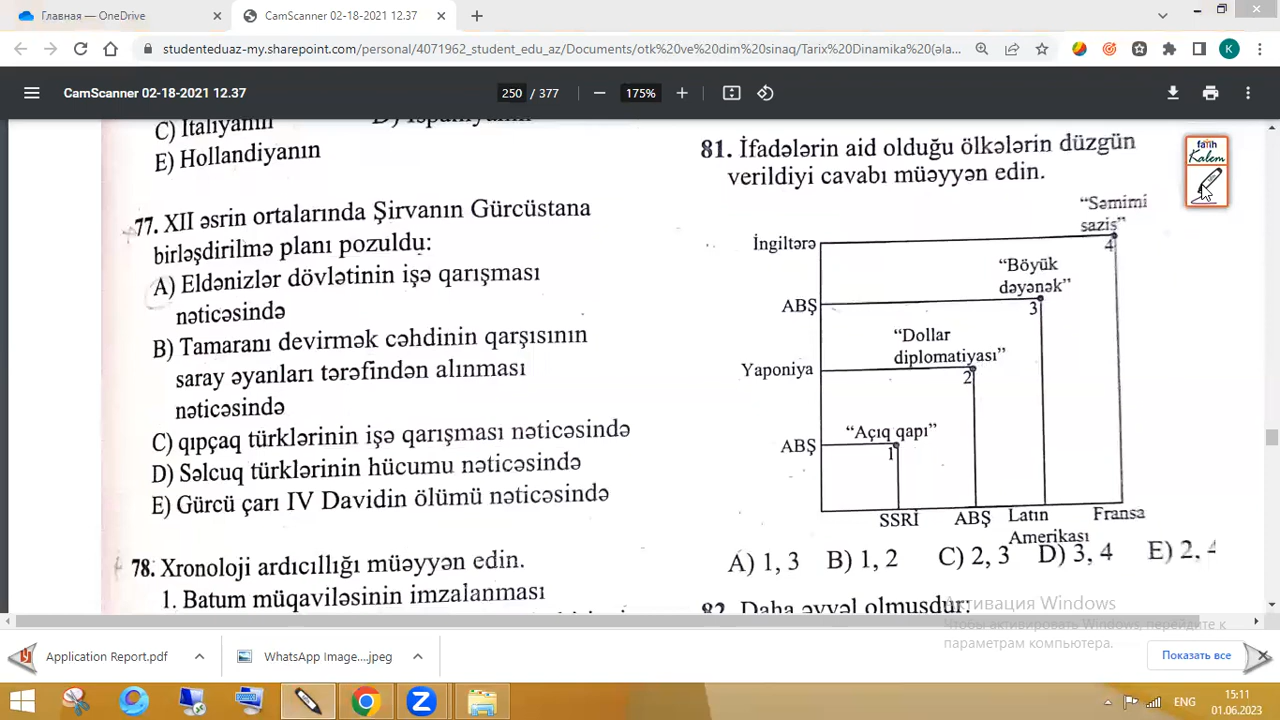 Главная — OneDrive
CamScanner 02-18-2021 12.37
studenteduaz-my.sharepoint.com/personal/4071962_student_edu_az/Documents/otk%20ve%20dim%20sinaq/Tarix%20Dinamika%20(əla...
K
CamScanner 02-18-2021 12.37
250 / 377
175%
C) İtaliyanın
D) İspaniyanın
E) Hollandiyanın
77. XII əsrin ortalarında Şirvanın Gürcüstana
birləşdirilmə planı pozuldu:
A) Eldənizlər dövlətinin işə qarışması
nəticəsində
B) Tamaranı devirmək cəhdinin qarşısının
saray əyanları tərəfindən alınması
nəticəsində
C) qıpçaq türklərinin işə qarışması nəticəsində
D) Səlcuq türklərinin hücumu nəticəsində
E) Gürcü çarı IV Davidin ölümü nəticəsində
78. Xronoloji ardıcıllığı müəyyən edin.
1. Batum müqaviləsinin imzalanması
81. İfadələrin aid olduğu ölkələrin düzgün
verildiyi cavabı müəyyən edin.
"Səmimi
saziş"
İngiltərə
4
"Böyük
dəyənək"
ABŞ
3
"Dollar
diplomatiyası"
Yaponiya
2
"Açıq qapı"
ABŞ
1
SSRİ
ABŞ
Latın
Amerikası
Fransa
A) 1, 3
B) 1, 2
C) 2, 3
D) 3, 4
E) 2, 4
82. Daha əvvəl olmuşdur:
fatih
Kalem
Активация Windows
Чтобы активировать Windows, перейдите к
параметрам компьютера.
Application Report.pdf
WhatsApp Image....jpeg
Показать все
ENG
15:11
01.06.2023